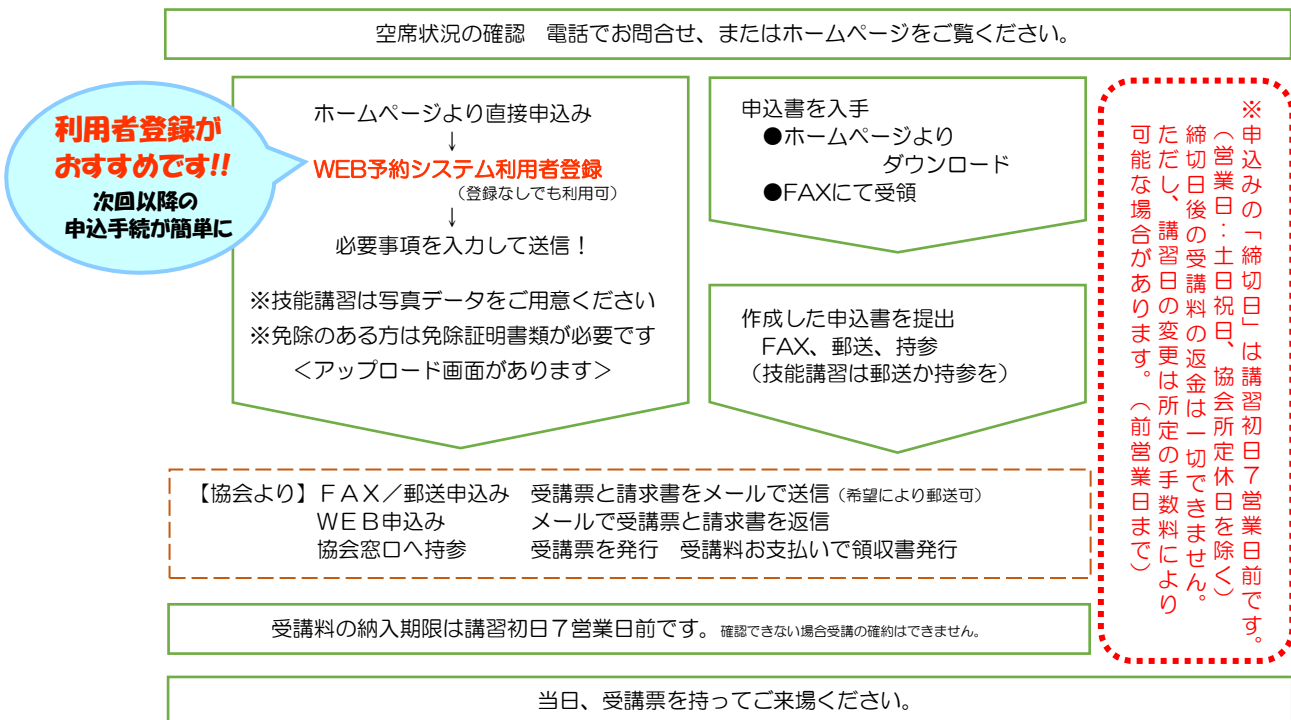 空席状況の確認　電話でお問合せ、またはホームページをご覧ください。
利用者登録が
おすすめです!!
次回以降の
申込手続が簡単に
ホームページより直接申込み
↓
WEB予約システム利用者登録
（登録なしでも利用可）
↓
必要事項を入力して送信！
※技能講習は写真データをご用意ください
※免除のある方は免除証明書類が必要です
＜アップロード画面があります＞
申込書を入手
●ホームページより
ダウンロード
●FAXにて受領
作成した申込書を提出
FAX、郵送、持参
（技能講習は郵送か持参を）
※申込みの「締切日」は講習初日７営業日前です。
（営業日：土日祝日、協会所定休日を除く）
締切日後の受講料の返金は一切できません。
ただし、講習日の変更は所定の手数料により
可能な場合があります。（前営業日まで）
【協会より】ＦＡＸ／郵送申込み　受講票と請求書をメールで送信（希望により郵送可）
ＷＥＢ申込み　メールで受講票と請求書を返信
協会窓口へ持参　受講票を発行　受講料お支払いで領収書発行
受講料の納入期限は講習初日７営業日前です。確認できない場合受講の確約はできません。
当日、受講票を持ってご来場ください。